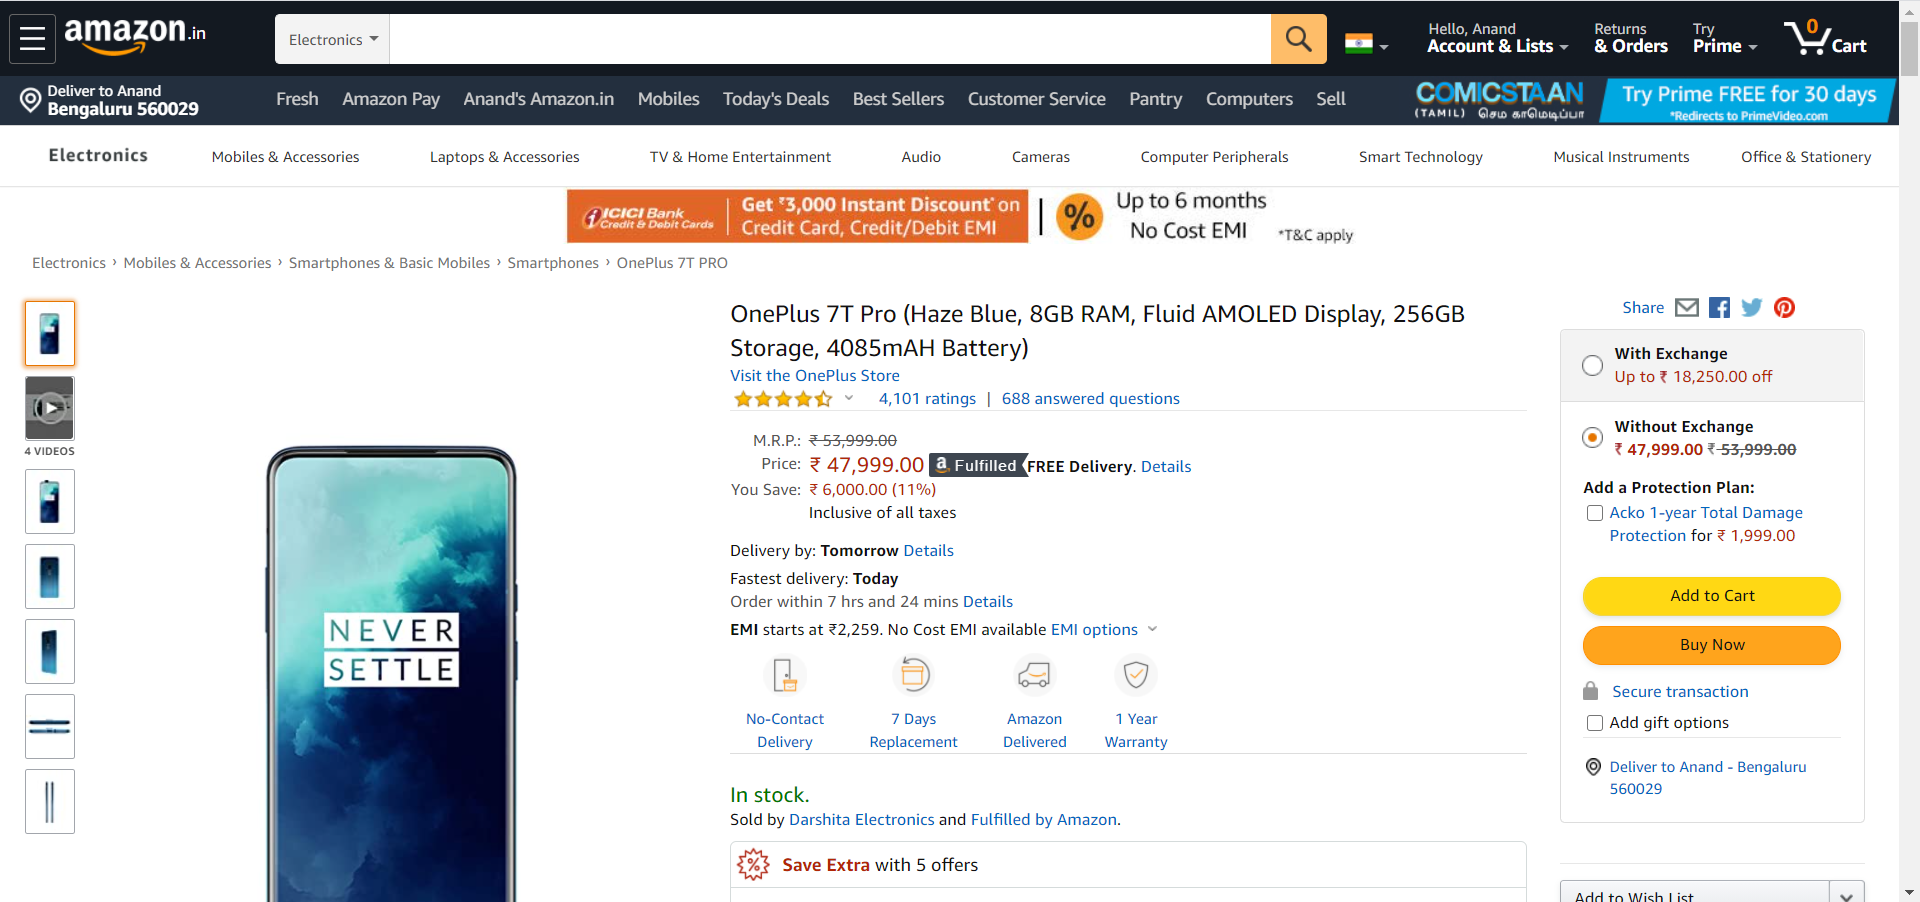 amazon.in
Electronics
Hello, Anand
Account & Lists
Returns
& Orders
Try
Prime
0
Cart
Deliver to Anand
Bengaluru 560029
Fresh
Amazon Pay
Anand's Amazon.in
Mobiles
Today's Deals
Best Sellers
Customer Service
Pantry
Computers
Sell
COMICSTAAN
(TAMIL) செம காமெடிப்பா
Try Prime FREE for 30 days
*Redirects to PrimeVideo.com
Electronics
Mobiles & Accessories
Laptops & Accessories
TV & Home Entertainment
Audio
Cameras
Computer Peripherals
Smart Technology
Musical Instruments
Office & Stationery
ICICI Bank
Credit & Debit Cards
Get ₹3,000 Instant Discount* on
Credit Card, Credit/Debit EMI
%
Up to 6 months
No Cost EMI
*T&C apply
Electronics › Mobiles & Accessories › Smartphones & Basic Mobiles › Smartphones › OnePlus 7T PRO
4 VIDEOS
NEVER
SETTLE
OnePlus 7T Pro (Haze Blue, 8GB RAM, Fluid AMOLED Display, 256GB
Storage, 4085mAH Battery)
Visit the OnePlus Store
4,101 ratings | 688 answered questions
M.R.P.: ₹ 53,999.00
Price: ₹ 47,999.00 a Fulfilled FREE Delivery. Details
You Save: ₹ 6,000.00 (11%)
Inclusive of all taxes
Delivery by: Tomorrow Details
Fastest delivery: Today
Order within 7 hrs and 24 mins Details
EMI starts at ₹2,259. No Cost EMI available EMI options
No-Contact
Delivery
7 Days
Replacement
Amazon
Delivered
1 Year
Warranty
In stock.
Sold by Darshita Electronics and Fulfilled by Amazon.
% Save Extra with 5 offers
Share
With Exchange
Up to ₹ 18,250.00 off
Without Exchange
₹ 47,999.00 ₹ 53,999.00
Add a Protection Plan:
Acko 1-year Total Damage
Protection for ₹ 1,999.00
Add to Cart
Buy Now
Secure transaction
Add gift options
Deliver to Anand - Bengaluru
560029
Add to Wish List